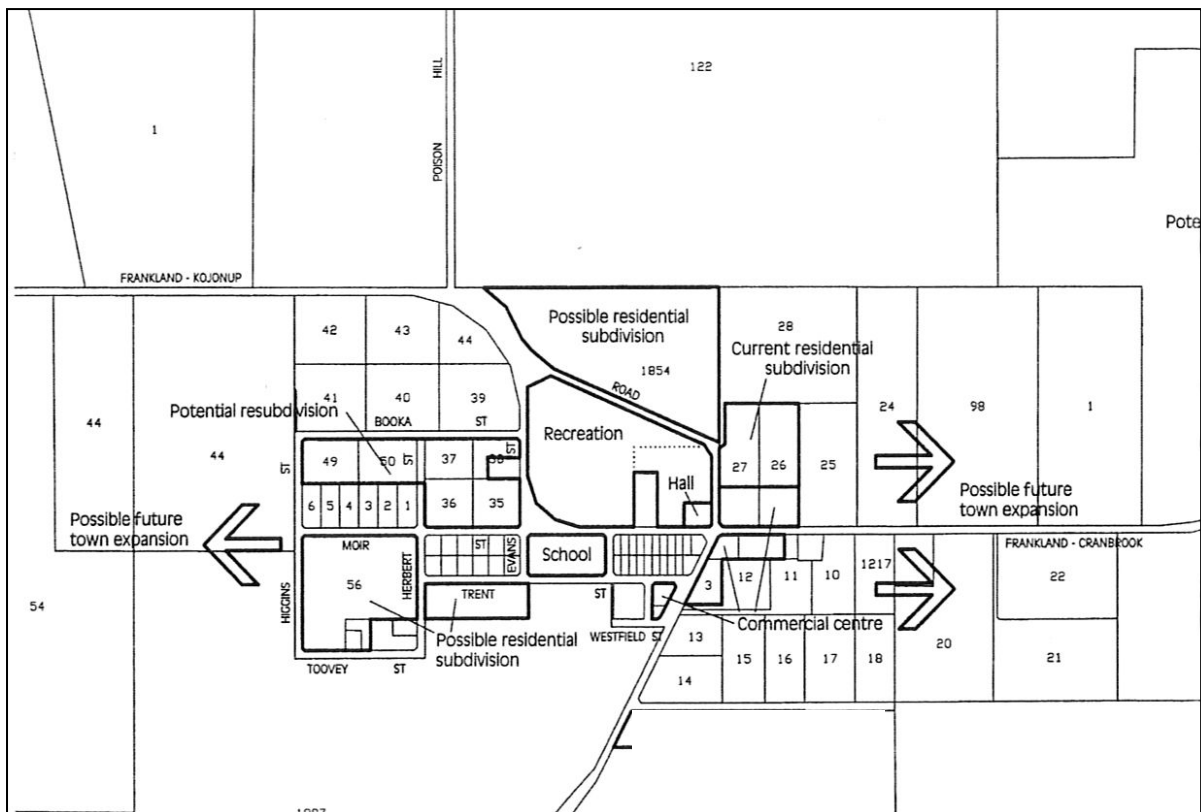 122
HILL
1
POISON
Pote
FRANKLAND - KOJONUP
42
43
44
Possible residential
subdivision
1854
ROAD
28
Current residential
subdivision
44
44
41
40
39
24
98
1
Potential resubdivision
BOOKA
ST
Recreation
ST
49
50
ST
37
38
ST
27
26
25
Hall
6
5
4
3
2
1
36
35
Possible future
town expansion
Possible future
town expansion
MOIR
ST
EVANS
School
FRANKLAND - CRANBROOK
HERBERT
56
3
12
11
10
1217
22
54
HIGGINS
TRENT
ST
Commercial centre
Possible residential
subdivision
WESTFIELD ST
13
20
TOOVEY
ST
14
15
16
17
18
21